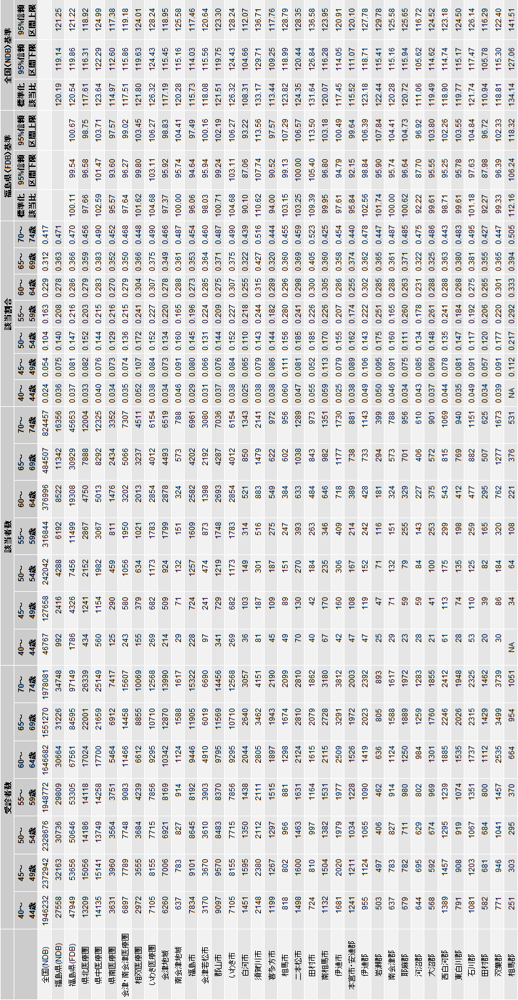 受診者数 該当者数 該当割合 福島県(FDB)基準 全国(NDB)基準
40～44歳 45～49歳 50～54歳 55～59歳 60～64歳 65～69歳 70～74歳 40～44歳 45～49歳 50～54歳 55～59歳 60～64歳 65～69歳 70～74歳 40～44歳 45～49歳 50～54歳 55～59歳 60～64歳 65～69歳 70～74歳 標準化該当比 95%信頼区間下限 95%信頼区間上限 標準化該当比 95%信頼区間下限 95%信頼区間上限
全国(NDB) 1946232 2372942 2328676 1948772 1646682 1551270 1978081 46767 127658 242042 316844 376996 484507 824457 0.024 0.054 0.104 0.163 0.229 0.312 0.417
福島県(NDB) 27558 32163 30736 29809 30664 31226 34748 992 2416 4288 6192 8522 11342 16356 0.036 0.075 0.140 0.208 0.278 0.363 0.471 120.19 119.14 121.25
福島県(FDB) 47949 53656 50646 53305 67561 84595 97149 1786 4326 7456 11499 19308 30929 45653 0.037 0.081 0.147 0.216 0.286 0.366 0.470 100.11 99.54 100.67 120.54 119.86 121.22
県北医療圏 13209 15056 14186 14118 17024 22001 26339 434 1241 2152 2867 4750 7888 12004 0.033 0.082 0.152 0.203 0.279 0.359 0.456 97.66 96.58 98.75 117.61 116.31 118.92
県中医療圏 14135 15141 13749 14258 17700 21659 25149 560 1154 1982 3067 5013 8292 12325 0.040 0.076 0.144 0.215 0.283 0.383 0.490 102.59 101.47 103.71 123.64 122.29 124.99
県南医療圏 3631 3960 3564 3751 5464 6912 7417 125 290 459 811 1476 2434 3352 0.034 0.073 0.129 0.216 0.270 0.352 0.452 95.57 93.60 97.57 114.97 112.60 117.38
会津・南会津医療圏 6897 7789 7748 9083 11466 14458 15607 243 580 1056 1950 3202 5066 7307 0.035 0.074 0.136 0.215 0.279 0.350 0.468 97.64 96.27 99.02 117.51 115.86 119.18
相双医療圏 2972 3555 3684 4239 6612 8855 10069 155 379 634 1021 2013 3237 4511 0.052 0.107 0.172 0.241 0.304 0.366 0.448 101.62 99.80 103.45 121.80 119.63 124.01
いわき医療圏 7105 8155 7715 7856 9295 10710 12568 269 682 1173 1783 2854 4012 6154 0.038 0.084 0.152 0.227 0.307 0.375 0.490 104.68 103.11 106.27 126.32 124.43 128.24
会津地域 6260 7006 6921 8169 10342 12870 13990 214 509 924 1799 2878 4493 6519 0.034 0.073 0.134 0.220 0.278 0.349 0.466 97.37 95.92 98.83 117.19 115.45 118.95
南会津地域 637 783 827 914 1124 1588 1617 29 71 132 151 324 573 788 0.046 0.091 0.160 0.165 0.288 0.361 0.487 100.00 95.74 104.41 120.28 115.16 125.58
福島市 7834 9101 8645 8192 9446 11905 15322 228 724 1257 1609 2582 4202 6961 0.029 0.080 0.145 0.196 0.273 0.353 0.454 96.06 94.64 97.49 115.73 114.03 117.46
会津若松市 3170 3670 3610 3903 4910 6019 6690 97 241 474 873 1398 2192 3080 0.031 0.066 0.131 0.224 0.285 0.364 0.460 98.03 95.94 100.16 118.08 115.56 120.64
郡山市 9097 9570 8483 8370 9795 11569 14456 341 729 1219 1748 2693 4287 7036 0.037 0.076 0.144 0.209 0.275 0.371 0.487 100.71 99.24 102.19 121.51 119.75 123.30
いわき市 7105 8155 7715 7856 9295 10710 12568 269 682 1173 1783 2854 4012 6154 0.038 0.084 0.152 0.227 0.307 0.375 0.490 104.68 103.11 106.27 126.32 124.43 128.24
白河市 1451 1595 1350 1438 2044 2640 3057 36 103 149 314 521 850 1343 0.025 0.065 0.110 0.218 0.255 0.322 0.439 90.10 87.06 93.22 108.31 104.66 112.07
須賀川市 2148 2380 2112 2111 2805 3462 4151 81 187 301 516 883 1479 2141 0.038 0.079 0.143 0.244 0.315 0.427 0.516 110.62 107.74 113.56 133.17 129.71 136.71
喜多方市 1199 1267 1297 1515 1897 1943 2190 45 109 187 275 549 622 972 0.038 0.086 0.144 0.182 0.289 0.320 0.444 94.00 90.52 97.57 113.44 109.25 117.76
相馬市 818 802 966 881 1298 1674 2099 49 89 151 247 384 602 956 0.060 0.111 0.156 0.280 0.296 0.360 0.455 103.15 99.13 107.29 123.82 118.99 128.79
二本松市 1498 1600 1463 1631 2124 2810 2810 70 130 270 393 633 1038 1289 0.047 0.081 0.185 0.241 0.298 0.369 0.459 103.25 100.00 106.57 124.35 120.44 128.35
田村市 724 810 997 1164 1615 2079 1862 40 42 184 263 484 843 973 0.055 0.052 0.185 0.226 0.300 0.405 0.523 109.39 105.40 113.50 131.64 126.84 136.58
南相馬市 1132 1504 1382 1531 2115 2728 3180 67 170 235 346 646 982 1351 0.059 0.113 0.170 0.226 0.305 0.360 0.425 99.95 96.80 103.18 120.07 116.28 123.95
伊達市 1681 2020 1979 1977 2509 3291 3812 42 160 306 409 718 1177 1730 0.025 0.079 0.155 0.207 0.286 0.358 0.454 97.61 94.79 100.49 117.45 114.05 120.91
本宮市・安達郡 1241 1211 1034 1228 1526 1972 2003 47 108 167 214 389 738 881 0.038 0.089 0.162 0.174 0.255 0.374 0.440 95.84 92.15 99.64 115.52 111.07 120.10
伊達郡 955 1124 1065 1090 1419 2023 2392 47 119 152 242 428 733 1143 0.049 0.106 0.143 0.222 0.302 0.362 0.478 102.56 98.84 106.39 123.18 118.71 127.78
岩瀬郡 503 497 406 462 636 805 893 25 47 71 116 181 294 399 0.050 0.095 0.175 0.251 0.285 0.365 0.447 101.74 95.90 107.84 122.44 115.41 129.78
南会津郡 637 783 827 914 1124 1588 1617 29 71 132 151 324 573 788 0.046 0.091 0.160 0.165 0.288 0.361 0.487 100.00 95.74 104.41 120.28 115.16 125.58
耶麻郡 679 782 711 980 1250 1889 1972 23 59 79 255 329 701 956 0.034 0.075 0.111 0.260 0.263 0.371 0.485 100.62 96.64 104.73 120.72 115.94 125.65
河沼郡 644 695 629 802 984 1259 1283 28 59 84 143 227 406 610 0.043 0.085 0.134 0.178 0.231 0.322 0.475 92.22 87.70 96.92 111.06 105.62 116.72
大沼郡 568 592 674 969 1301 1760 1855 21 41 100 253 375 572 901 0.037 0.069 0.148 0.261 0.288 0.325 0.486 99.61 95.55 103.80 119.49 114.62 124.52
西白河郡 1389 1457 1295 1239 1885 2246 2412 61 113 175 299 543 815 1069 0.044 0.078 0.135 0.241 0.288 0.363 0.443 98.71 95.25 102.26 118.90 114.74 123.18
東白川郡 791 908 919 1074 1535 2026 1948 28 74 135 198 412 769 940 0.035 0.081 0.147 0.184 0.268 0.380 0.483 99.61 95.78 103.55 119.77 115.17 124.50
石川郡 1081 1203 1067 1351 1737 2315 2325 53 110 125 259 477 882 1151 0.049 0.091 0.117 0.192 0.275 0.381 0.495 101.18 97.63 104.84 121.74 117.47 126.14
田村郡 582 681 684 800 1112 1429 1462 20 39 82 165 295 507 625 0.034 0.057 0.120 0.206 0.265 0.355 0.427 92.27 87.98 96.72 110.94 105.78 116.29
双葉郡 771 946 1041 1457 2535 3499 3739 30 86 184 320 762 1277 1673 0.039 0.091 0.177 0.220 0.301 0.365 0.447 99.33 96.39 102.33 118.81 115.30 122.40
相馬郡 251 303 295 370 664 954 1051 NA 34 64 108 221 376 531 NA 0.112 0.217 0.292 0.333 0.394 0.505 112.16 106.24 118.32 134.14 127.06 141.51